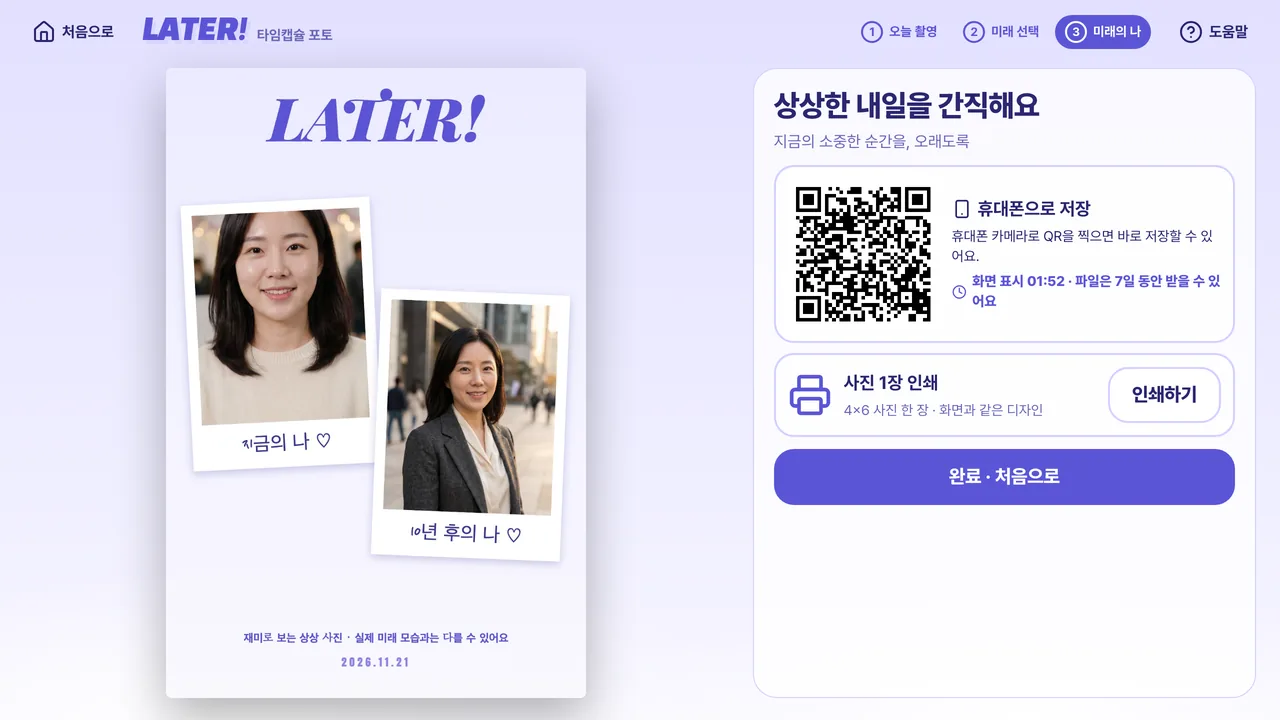 처음으로
LATER!
타임캡슐 포토
1 오늘 촬영
2 미래 선택
3 미래의 나
도움말
LATER!
지금의 나 ♡
10년 후의 나 ♡
재미로 보는 상상 사진 · 실제 미래 모습과는 다를 수 있어요
2026.11.21
상상한 내일을 간직해요
지금의 소중한 순간을, 오래도록
휴대폰으로 저장
휴대폰 카메라로 QR을 찍으면 바로 저장할 수 있
어요.
화면 표시 01:52 · 파일은 7일 동안 받을 수 있
어요
사진 1장 인쇄
4×6 사진 한 장 · 화면과 같은 디자인
인쇄하기
완료 · 처음으로